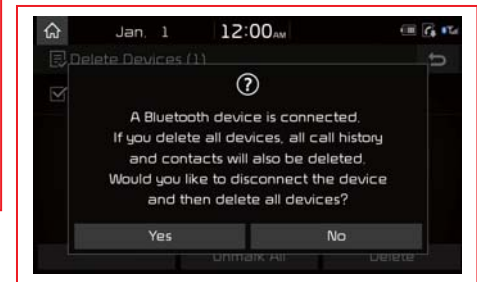 Jan. 1 12:00AM
Delete Devices (1)
?
A Bluetooth device is connected.
If you delete all devices, all call history
and contacts will also be deleted.
Would you like to disconnect the device
and then delete all devices?
Yes No
Unmark All Delete